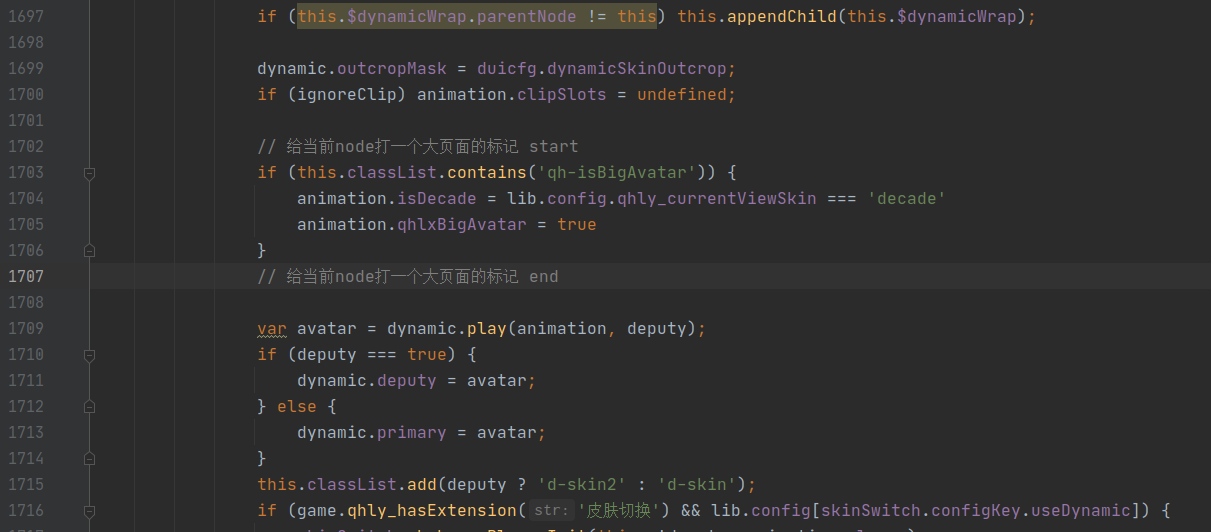 1697 if (this.$dynamicWrap.parentNode != this) this.appendChild(this.$dynamicWrap);
1698
1699 dynamic.outcropMask = duicfg.dynamicSkinOutcrop;
1700 if (ignoreClip) animation.clipSlots = undefined;
1701
1702 // 给当前node打一个大页面的标记 start
1703 if (this.classList.contains('qh-isBigAvatar')) {
1704 animation.isDecade = lib.config.qhly_currentViewSkin === 'decade'
1705 animation.qhlxBigAvatar = true
1706 }
1707 // 给当前node打一个大页面的标记 end
1708
1709 var avatar = dynamic.play(animation, deputy);
1710 if (deputy === true) {
1711 dynamic.deputy = avatar;
1712 } else {
1713 dynamic.primary = avatar;
1714 }
1715 this.classList.add(deputy ? 'd-skin2' : 'd-skin');
1716 if (game.qhly_hasExtension( str: '皮肤切换') && lib.config[skinSwitch.configKey.useDynamic]) {